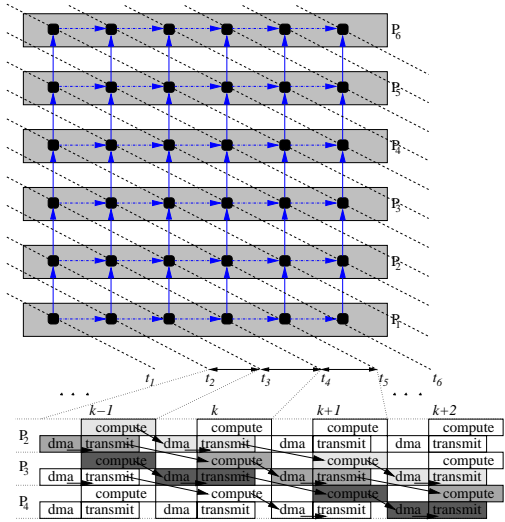 P6
P5
P4
P3
P2
P1
t1 t2 t3 t4 t5 t6
. . . k−1 k k+1 . . . k+2
compute compute compute compute
P2 dma transmit dma transmit dma transmit dma transmit
compute compute compute compute
P3 dma transmit dma transmit dma transmit dma transmit
compute compute compute compute
P4 dma transmit dma transmit dma transmit dma transmit